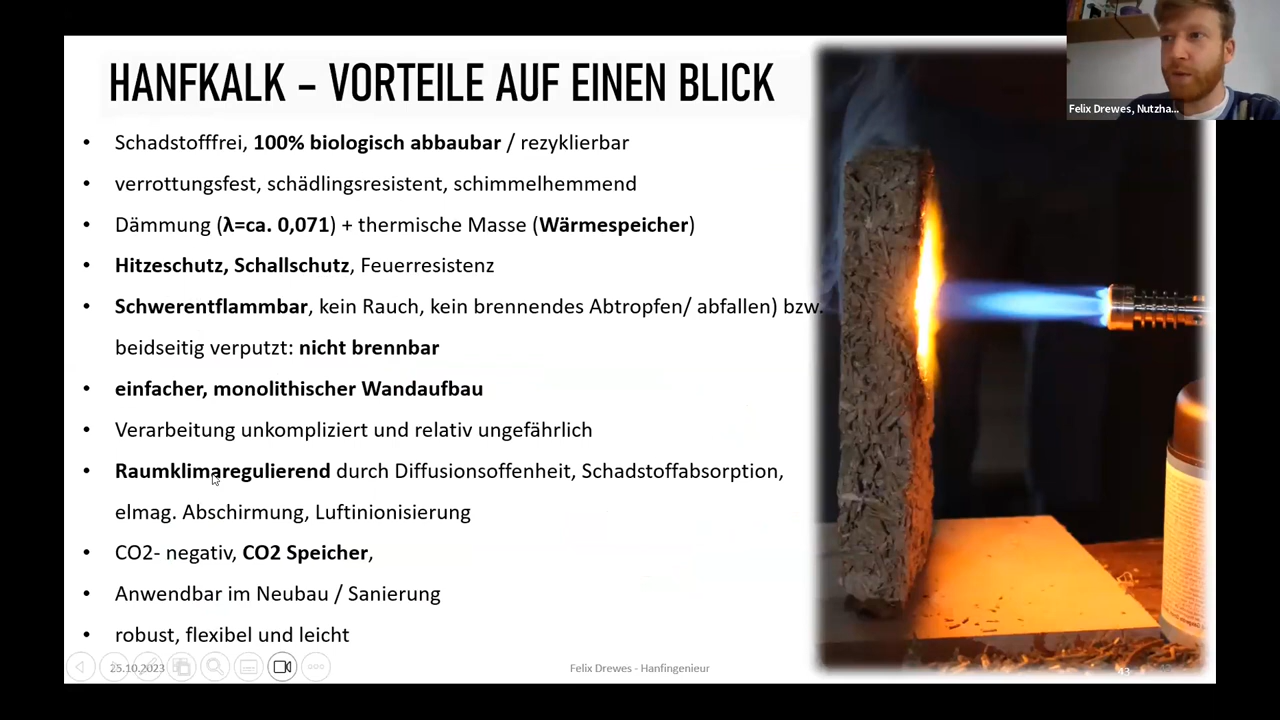 HANFKALK – VORTEILE AUF EINEN BLICK
Felix Drewes, Nutzha...
• Schadstofffrei, 100% biologisch abbaubar / rezyklierbar
• verrottungsfest, schädlingsresistent, schimmelhemmend
• Dämmung (λ=ca. 0,071) + thermische Masse (Wärmespeicher)
• Hitzeschutz, Schallschutz, Feuerresistenz
• Schwerentflammbar, kein Rauch, kein brennendes Abtropfen/ abfallen) bzw.
beidseitig verputzt: nicht brennbar
• einfacher, monolithischer Wandaufbau
• Verarbeitung unkompliziert und relativ ungefährlich
• Raumklimaregulierend durch Diffusionsoffenheit, Schadstoffabsorption,
elmag. Abschirmung, Luftinionisierung
• CO2- negativ, CO2 Speicher,
• Anwendbar im Neubau / Sanierung
• robust, flexibel und leicht
25.10.2023
Felix Drewes - Hanfingenieur